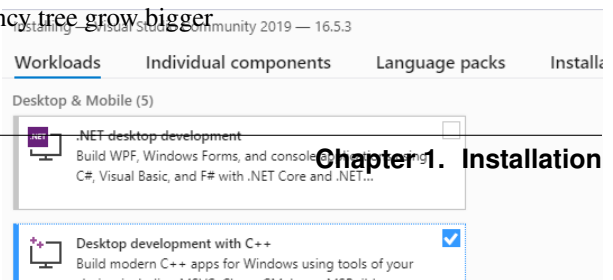 ncy tree grow bigger
Installing — Visual Studio Community 2019 — 16.5.3
Workloads Individual components Language packs Installa
Desktop & Mobile (5)
.NET desktop development
Build WPF, Windows Forms, and console applications using
Chapter 1. Installation
C#, Visual Basic, and F# with .NET Core and .NET...
Desktop development with C++
Build modern C++ apps for Windows using tools of your